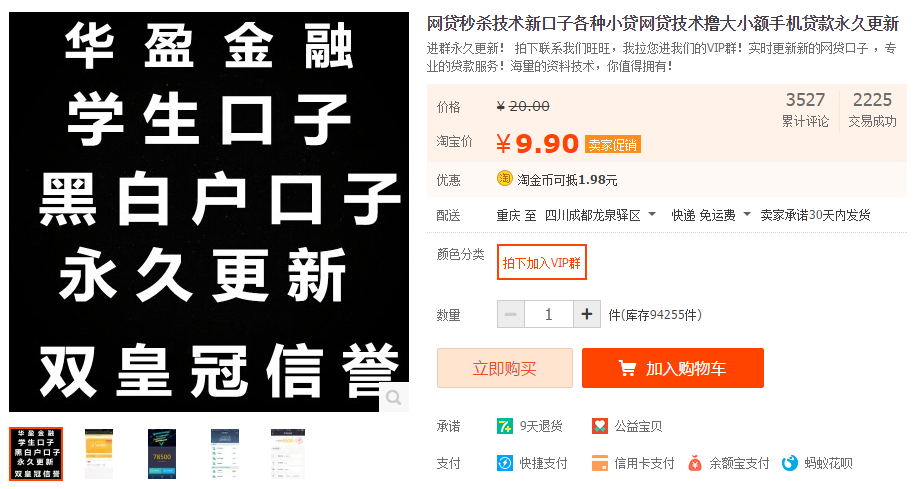 华盈金融
学生口子
黑白户口子
永久更新
双皇冠信誉
网贷秒杀技术新口子各种小贷网贷技术撸大小额手机贷款永久更新
进群永久更新！ 拍下联系我们旺旺，我拉您进我们的VIP群！实时更新新的网贷口子 ，专
业的贷款服务！海量的资料技术，你值得拥有！
价格 ¥ 20.00
3527 2225
累计评论 交易成功
淘宝价 ¥ 9.90 卖家促销
优惠 淘 淘金币可抵1.98元
配送 重庆 至 四川成都龙泉驿区 快递 免运费 卖家承诺30天内发货
颜色分类 拍下加入VIP群
数量 1 件(库存94255件)
立即购买 加入购物车
华盈金融
学生口子
黑白户口子
永久更新
双皇冠信誉
78500
承诺 7+ 9天退货 公益宝贝
支付 快捷支付 信用卡支付 余额宝支付 蚂蚁花呗